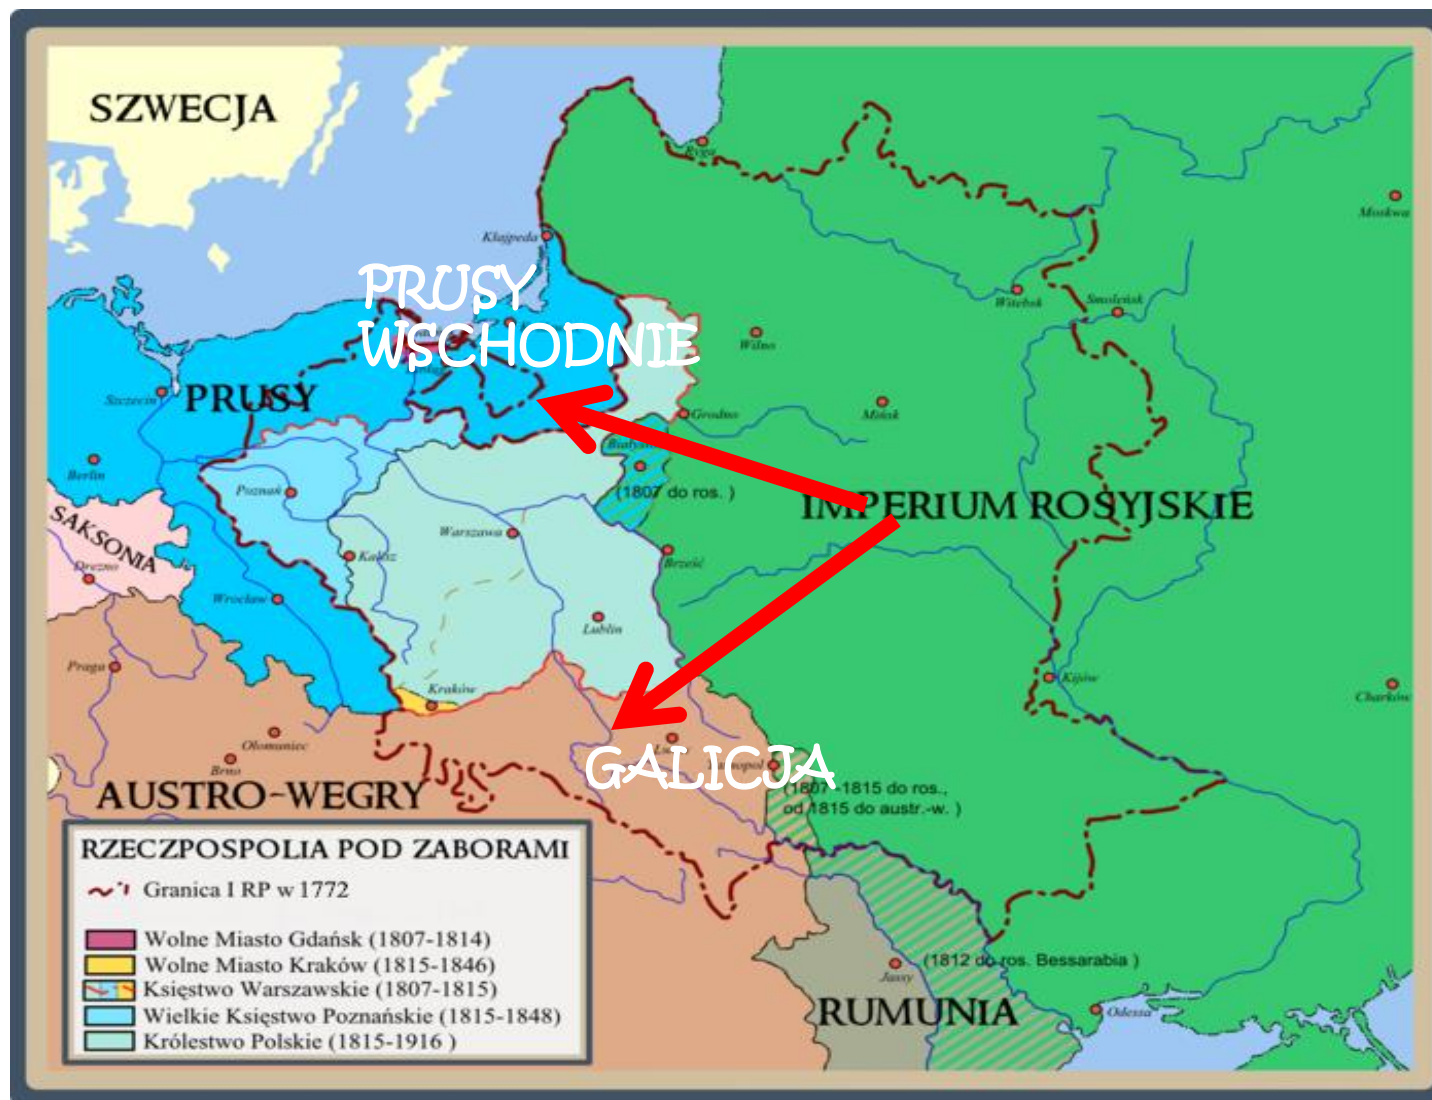 SZWECJA
Ryga
Moskwa
Kłajpeda
PRUSY
WSCHODNIE
Witebsk
Smoleńsk
Wilno
Szczecin
PRUSY
Mińsk
Grodno
Berlin
Poznań
(1807 do ros. )
IMPERIUM ROSYJSKIE
SAKSONIA
Warszawa
Kalisz
Brześć
Drezno
Wrocław
Lublin
Praga
Kijów
Kraków
Charków
Ołomuniec
Brno
GALICJA
AUSTRO-WEGRY
(1807-1815 do ros.,
od 1815 do austr.-w. )
RZECZPOSPOLIA POD ZABORAMI
Granica I RP w 1772
Wolne Miasto Gdańsk (1807-1814)
Wolne Miasto Kraków (1815-1846)
Księstwo Warszawskie (1807-1815)
Wielkie Księstwo Poznańskie (1815-1848)
Królestwo Polskie (1815-1916 )
(1812 do ros. Bessarabia )
Jassy
RUMUNIA
Odessa